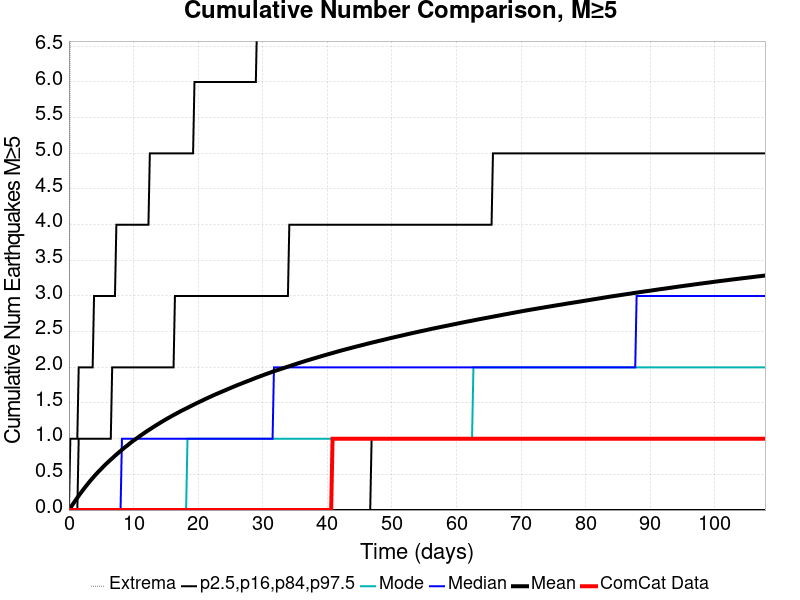 Cumulative Number Comparison, M≥5
Cumulative Num Earthquakes M≥5
6.5
6.0
5.5
5.0
4.5
4.0
3.5
3.0
2.5
2.0
1.5
1.0
0.5
0.0
0 10 20 30 40 50 60 70 80 90 100
Time (days)
Extrema p2.5,p16,p84,p97.5 Mode Median Mean ComCat Data